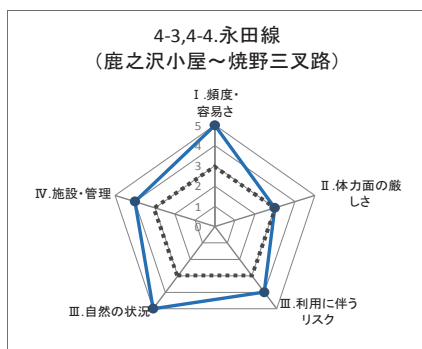 4-3,4-4.永田線
(鹿之沢小屋～焼野三叉路)
Ⅰ.頻度・
容易さ
5
4
3
2
1
0
Ⅱ.体力面の厳
しさ
Ⅲ.利用に伴う
リスク
Ⅲ.自然の状況
Ⅳ.施設・管理